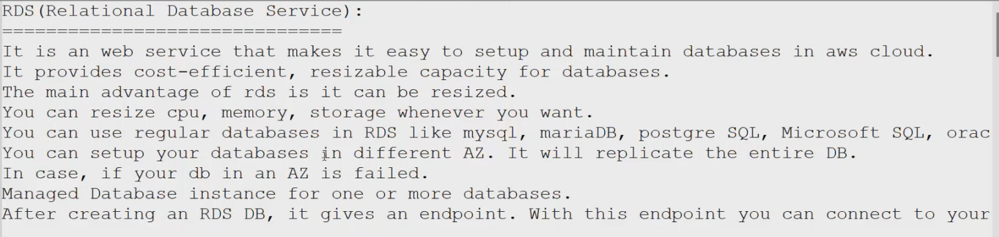 RDS(Relational Database Service):
===============================
It is an web service that makes it easy to setup and maintain databases in aws cloud.
It provides cost-efficient, resizable capacity for databases.
The main advantage of rds is it can be resized.
You can resize cpu, memory, storage whenever you want.
You can use regular databases in RDS like mysql, mariaDB, postgre SQL, Microsoft SQL, orac
You can setup your databases in different AZ. It will replicate the entire DB.
In case, if your db in an AZ is failed.
Managed Database instance for one or more databases.
After creating an RDS DB, it gives an endpoint. With this endpoint you can connect to your